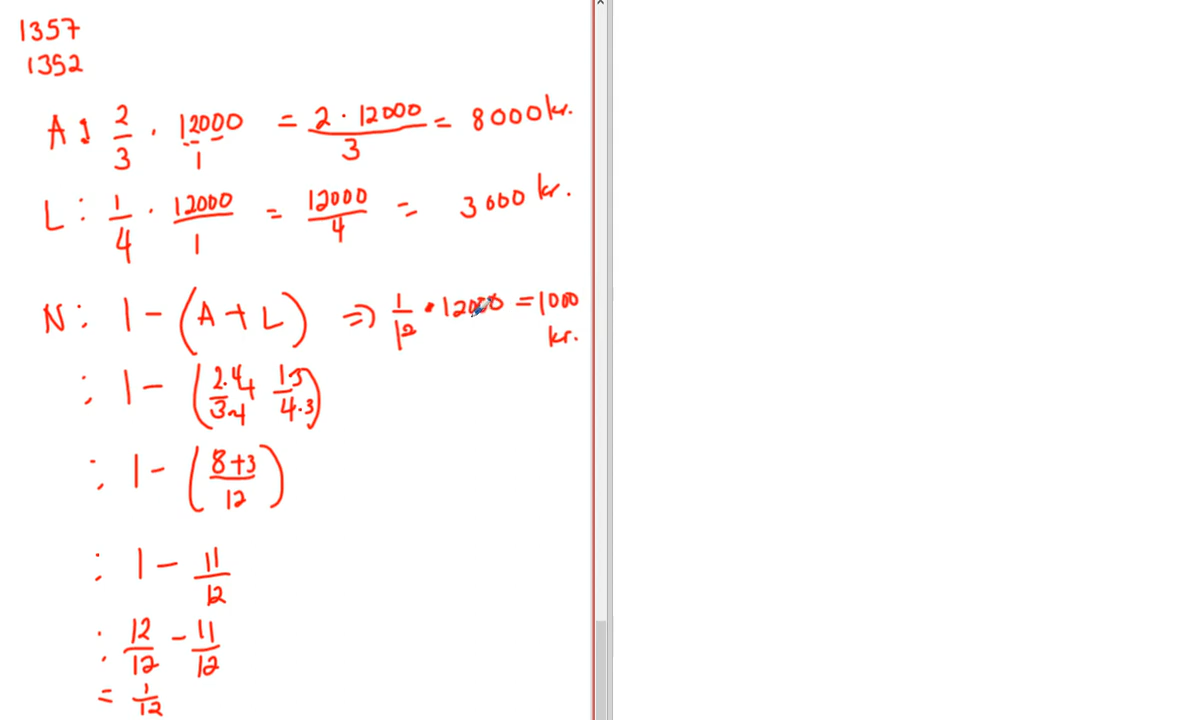 1357
1352
A : 2/3 · 12000/1 = 2 · 12000/3 = 8000 kr.
L : 1/4 · 12000/1 = 12000/4 = 3000 kr.
N : 1 - (A + L) => 1/12 · 12000 = 1000 kr.
: 1 - (2·4/3·4 + 1·3/4·3)
: 1 - (8+3/12)
: 1 - 11/12
: 12/12 - 11/12
= 1/12